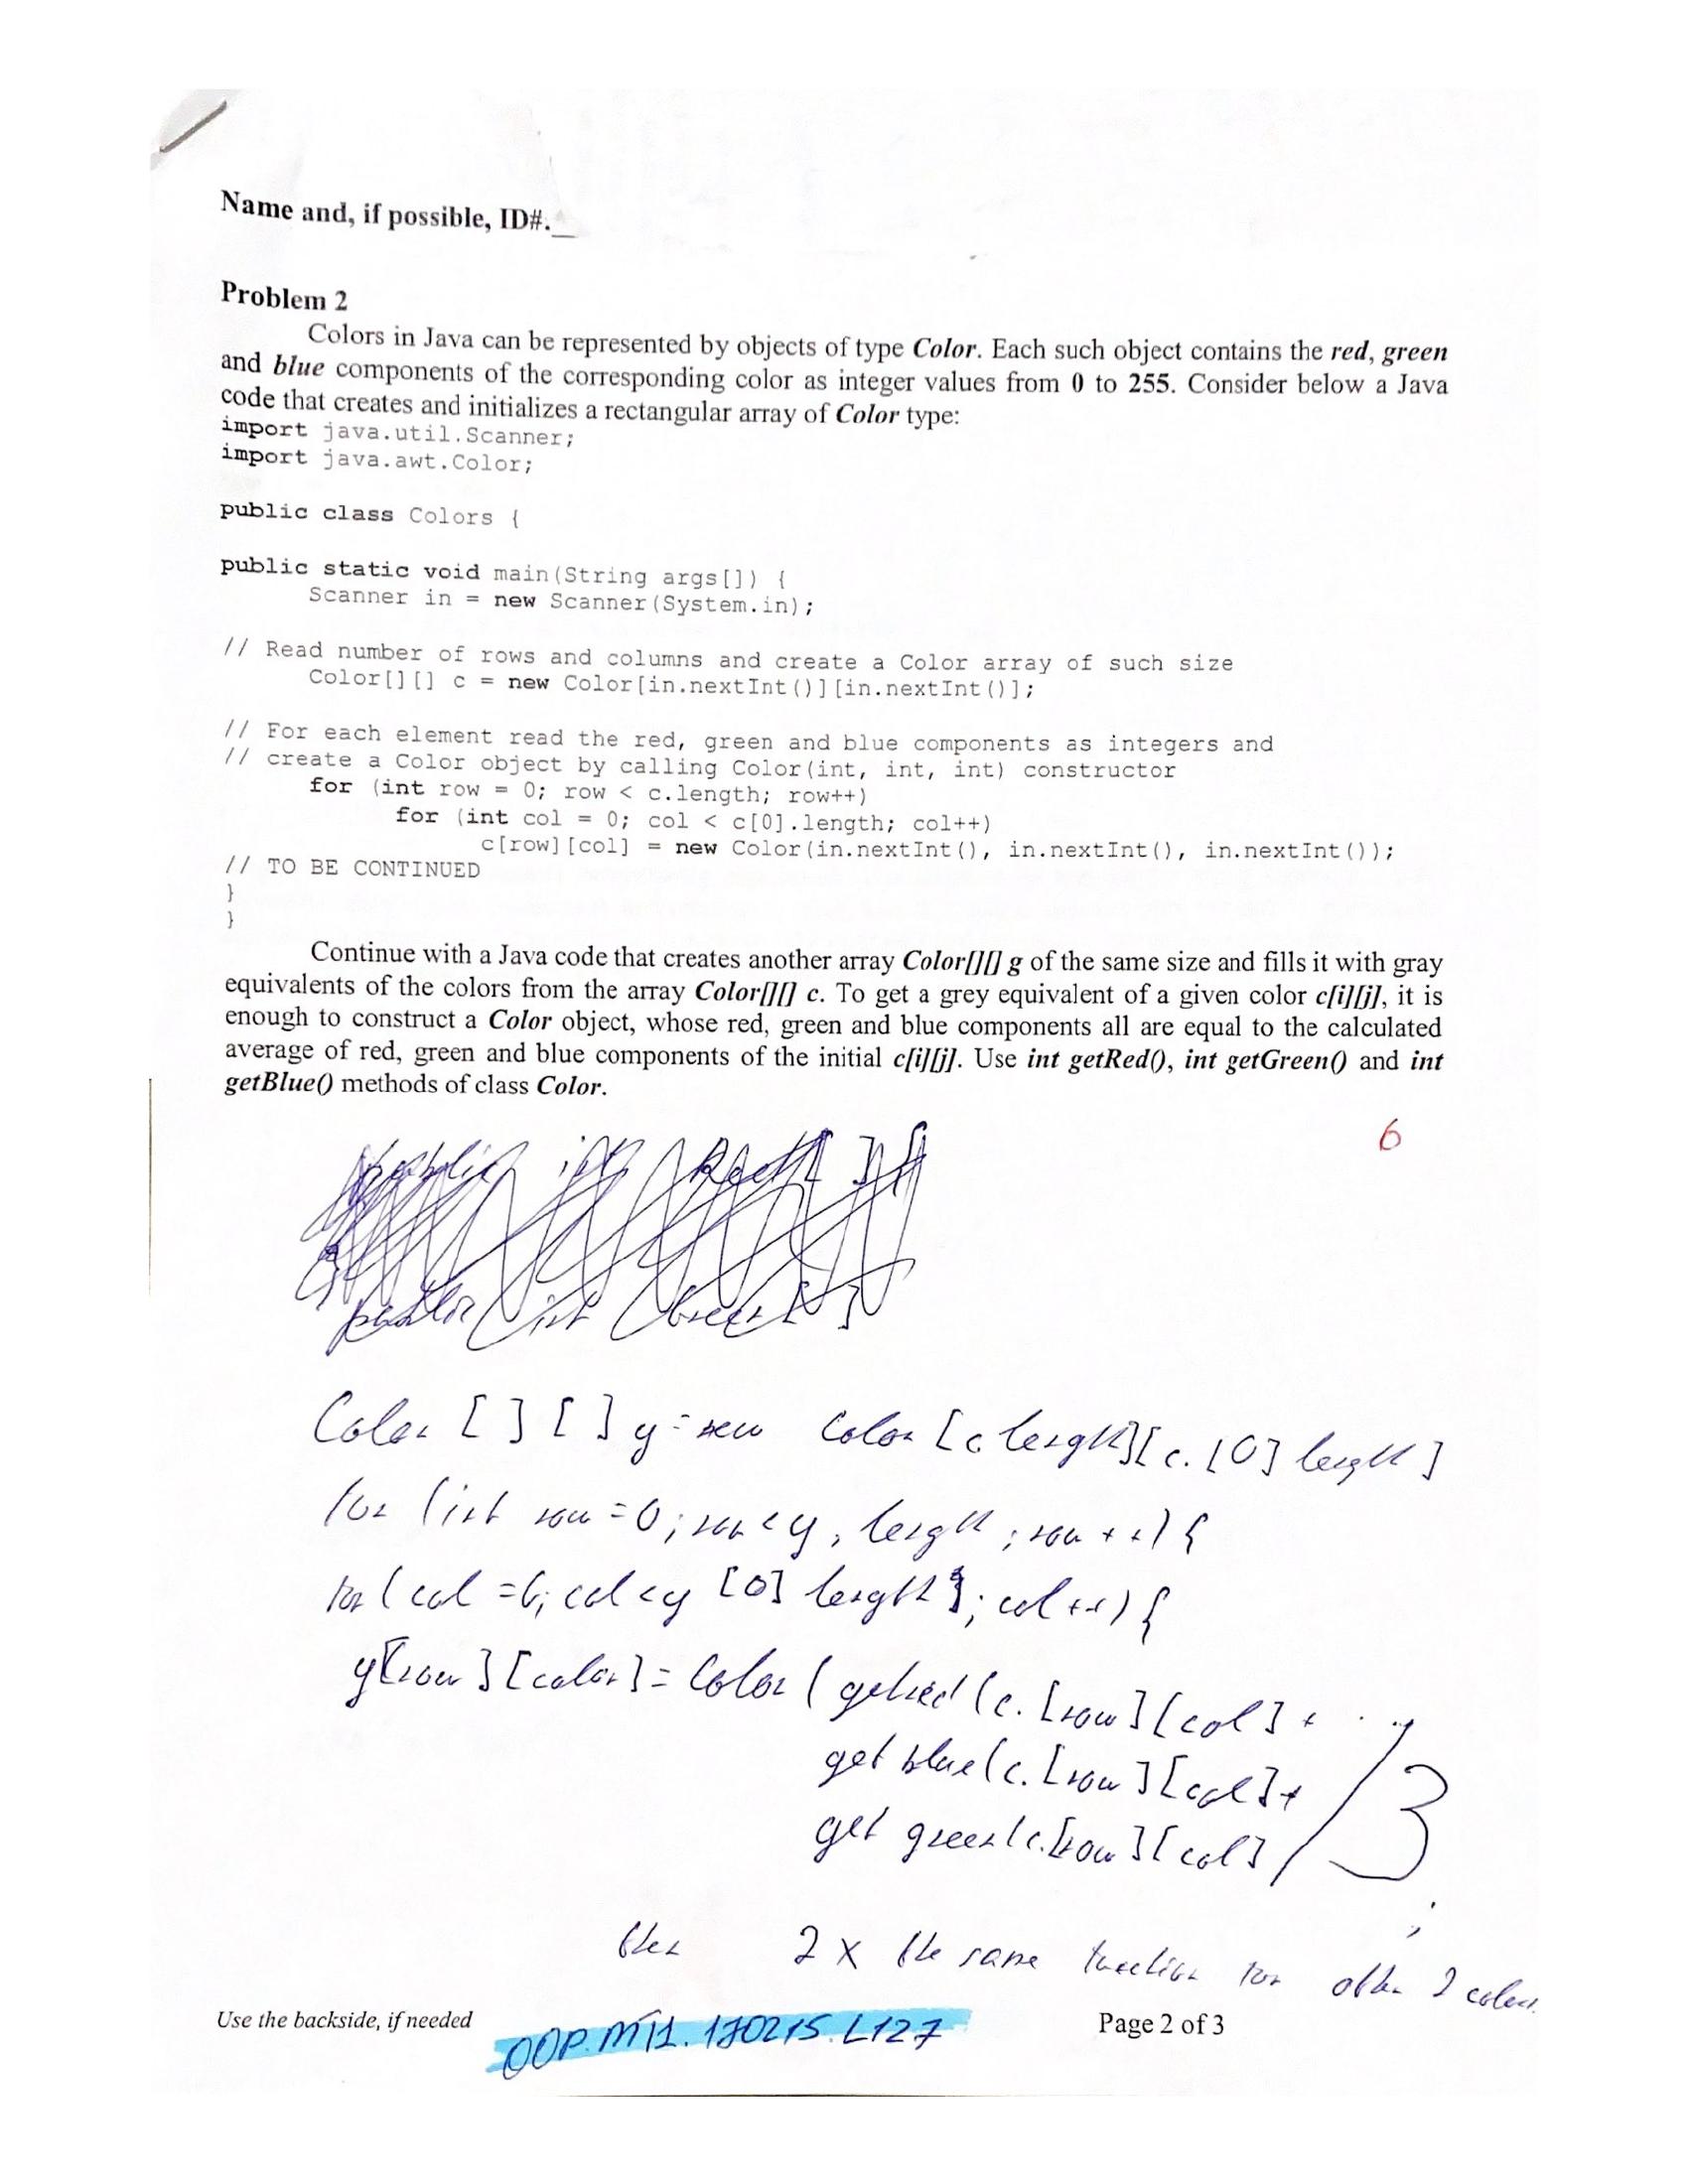 Name and, if possible, ID#.
Problem 2
Colors in Java can be represented by objects of type Color. Each such object contains the red, green
and blue components of the corresponding color as integer values from 0 to 255. Consider below a Java
code that creates and initializes a rectangular array of Color type:
import java.util.Scanner;
import java.awt.Color;
public class Colors {
public static void main(String args[]) {
Scanner in = new Scanner(System.in);
// Read number of rows and columns and create a Color array of such size
Color[][] c = new Color[in.nextInt()][in.nextInt()];
// For each element read the red, green and blue components as integers and
// create a Color object by calling Color(int, int, int) constructor
for (int row = 0; row < c.length; row++)
for (int col = 0; col < c[0].length; col++)
c[row][col] = new Color(in.nextInt(), in.nextInt(), in.nextInt());
// TO BE CONTINUED
}
}
Continue with a Java code that creates another array Color[][] g of the same size and fills it with gray
equivalents of the colors from the array Color[][] c. To get a grey equivalent of a given color c[i][j], it is
enough to construct a Color object, whose red, green and blue components all are equal to the calculated
average of red, green and blue components of the initial c[i][j]. Use int getRed(), int getGreen() and int
getBlue() methods of class Color.
6
Color [ ] [ ] y = new Color [c length][c. [0] length ]
for (int row = 0; row < y, length ; row ++) {
for ( col = 0; col < y [0] length ; col ++) {
y[row][color] = Color ( getred (c. [row][col] +
get blue(c. [row][col] +
get green(c.[row][col] / 3
;
then 2 x the same function for other 2 colors
Use the backside, if needed
OOP.MT1.170215.L127
Page 2 of 3